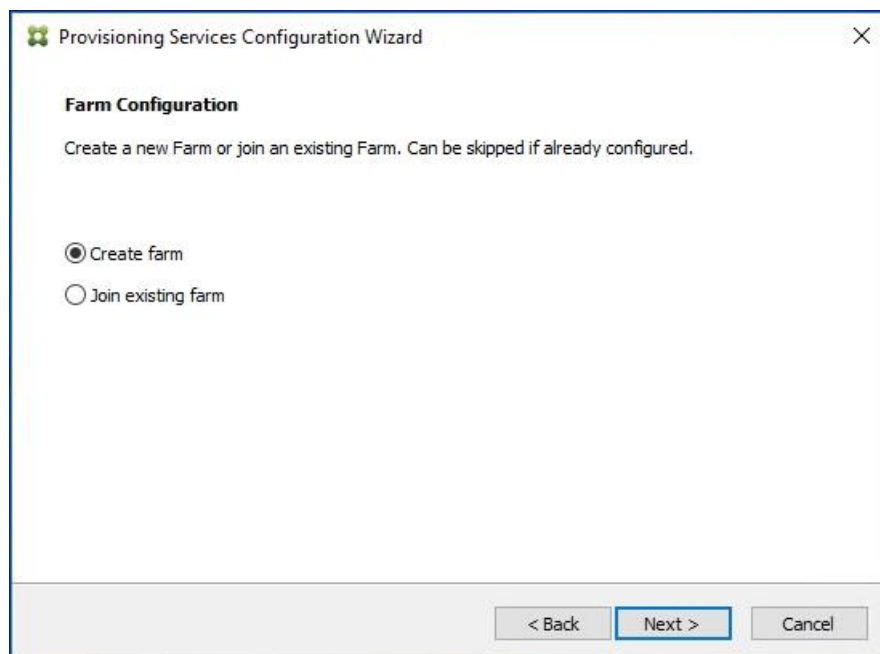 Provisioning Services Configuration Wizard
Farm Configuration
Create a new Farm or join an existing Farm. Can be skipped if already configured.
Create farm
Join existing farm
< Back
Next >
Cancel